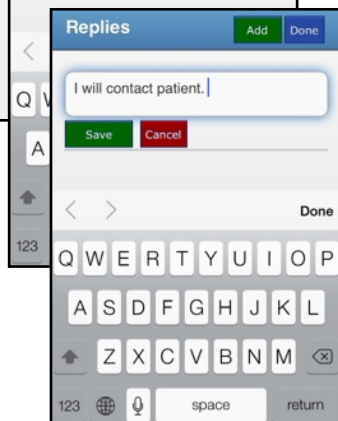 Replies Add Done
I will contact patient.
Save Cancel
Done
Q
Q W E R T Y U I O P
A
A S D F G H J K L
Z X C V B N M
123
123 space return